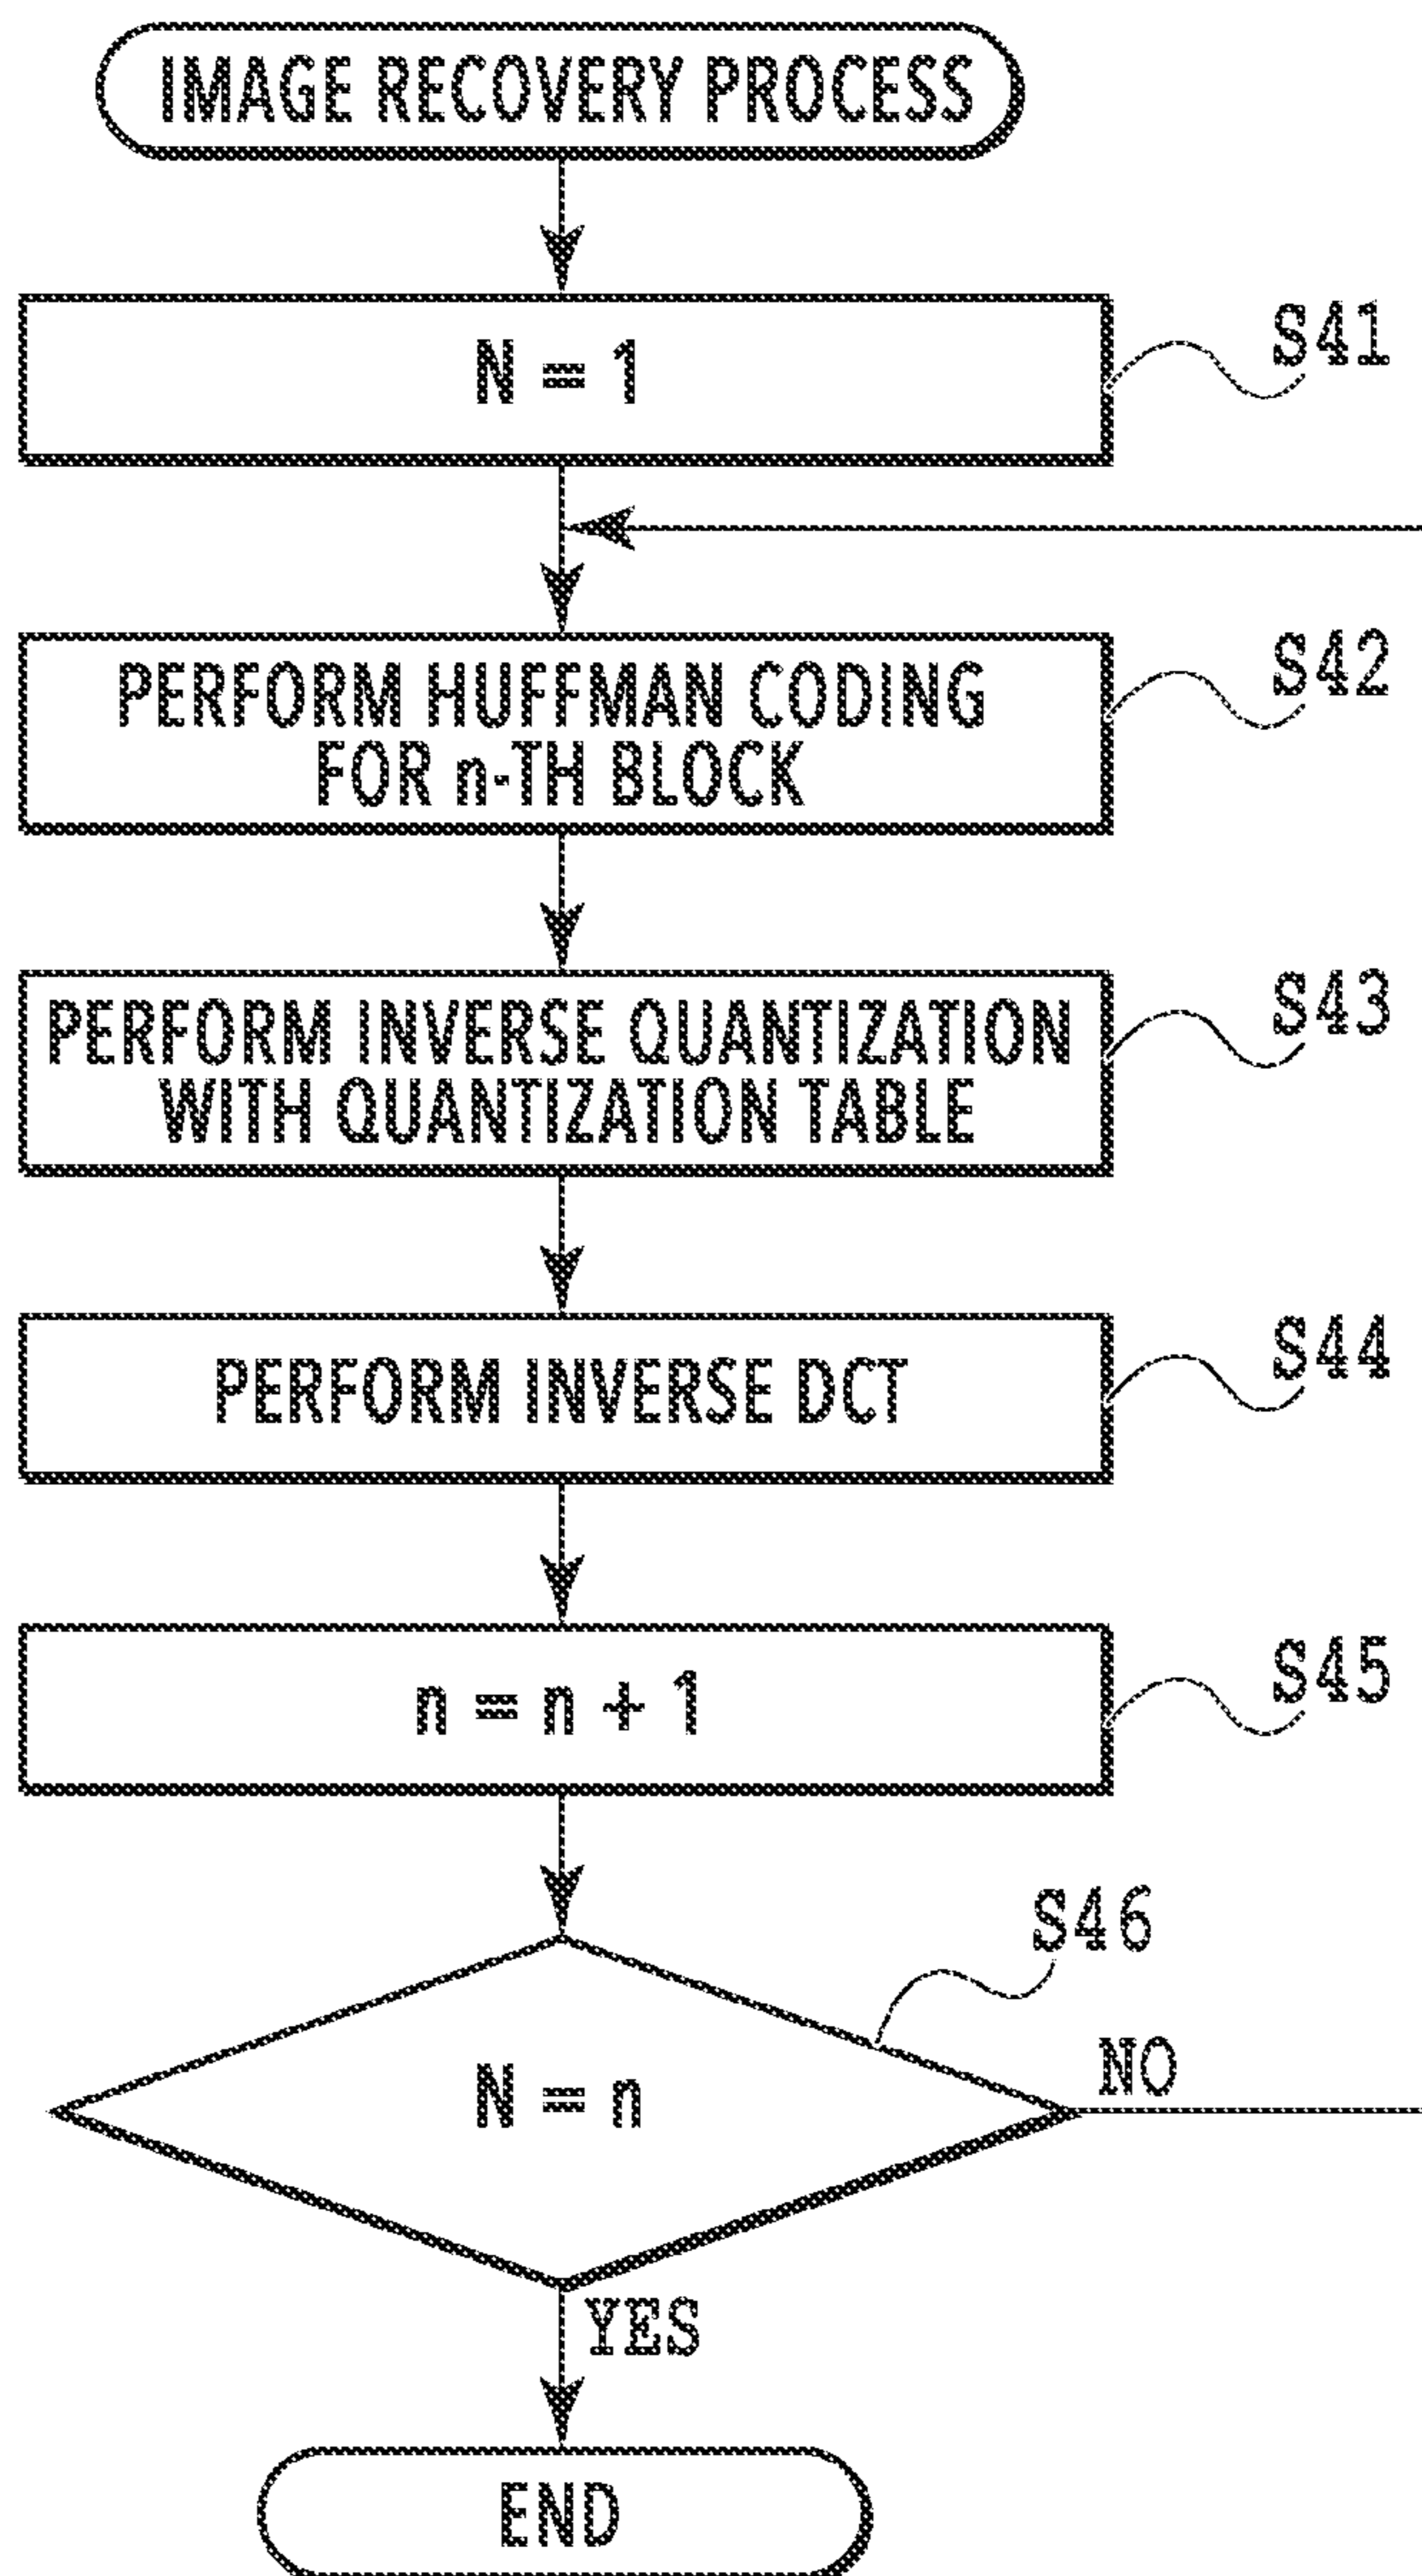 IMAGE RECOVERY PROCESS
N = 1
S41
PERFORM HUFFMAN CODING
FOR n-TH BLOCK
S42
PERFORM INVERSE QUANTIZATION
WITH QUANTIZATION TABLE
S43
PERFORM INVERSE DCT
S44
n = n + 1
S45
S46
N = n
NO
YES
END